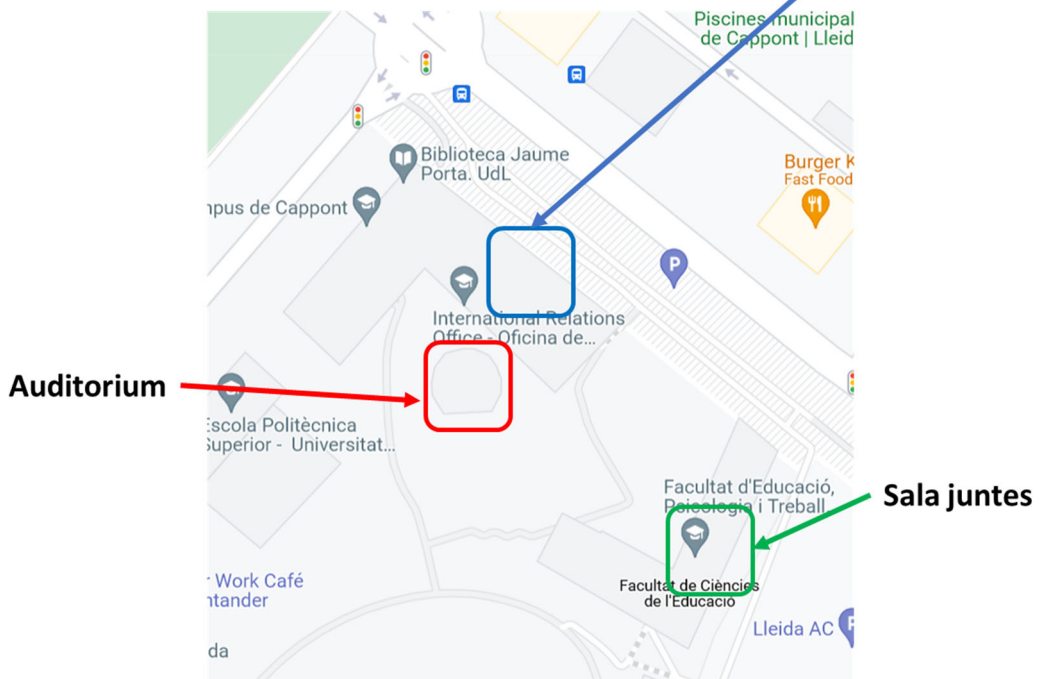 Piscines municipal
de Cappont | Lleid
Biblioteca Jaume
Porta. UdL
Burger K
Fast Food
npus de Cappont
P
International Relations
Office - Oficina de...
Auditorium
Escola Politècnica
Superior - Universitat...
Facultat d'Educació,
Psicologia i Treball,
Sala juntes
Facultat de Ciències
de l'Educació
r Work Café
ntander
Lleida AC
P
da